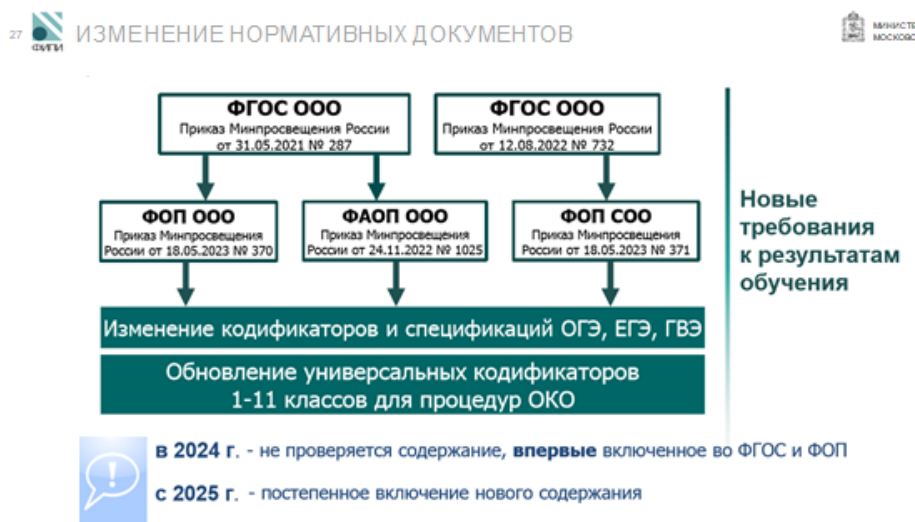 27
ФИПИ
ИЗМЕНЕНИЕ НОРМАТИВНЫХ ДОКУМЕНТОВ
МИНИСТЕ
МОСКОВО
ФГОС ООО
Приказ Минпросвещения России
от 31.05.2021 № 287
ФГОС ООО
Приказ Минпросвещения России
от 12.08.2022 № 732
ФОП ООО
Приказ Минпросвещения
России от 18.05.2023 № 370
ФАОП ООО
Приказ Минпросвещения
России от 24.11.2022 № 1025
ФОП СОО
Приказ Минпросвещения
России от 18.05.2023 № 371
Новые
требования
к результатам
обучения
Изменение кодификаторов и спецификаций ОГЭ, ЕГЭ, ГВЭ
Обновление универсальных кодификаторов
1-11 классов для процедур ОКО
в 2024 г. - не проверяется содержание, впервые включенное во ФГОС и ФОП
с 2025 г. - постепенное включение нового содержания